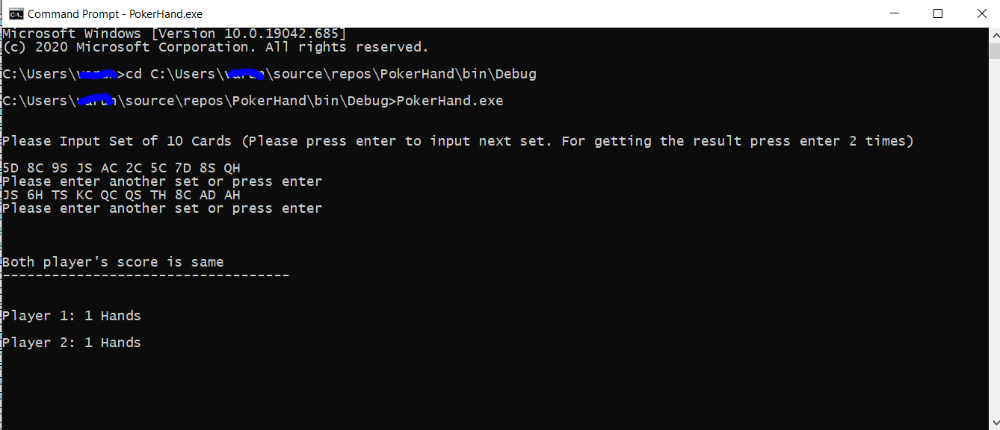 Command Prompt - PokerHand.exe
Microsoft Windows [Version 10.0.19042.685]
(c) 2020 Microsoft Corporation. All rights reserved.
C:\Users\>cd C:\Users\\source\repos\PokerHand\bin\Debug
C:\Users\\source\repos\PokerHand\bin\Debug>PokerHand.exe
Please Input Set of 10 Cards (Please press enter to input next set. For getting the result press enter 2 times)
5D 8C 9S JS AC 2C 5C 7D 8S QH
Please enter another set or press enter
JS 6H TS KC QC QS TH 8C AD AH
Please enter another set or press enter
Both player's score is same
-----------------------------------
Player 1: 1 Hands
Player 2: 1 Hands